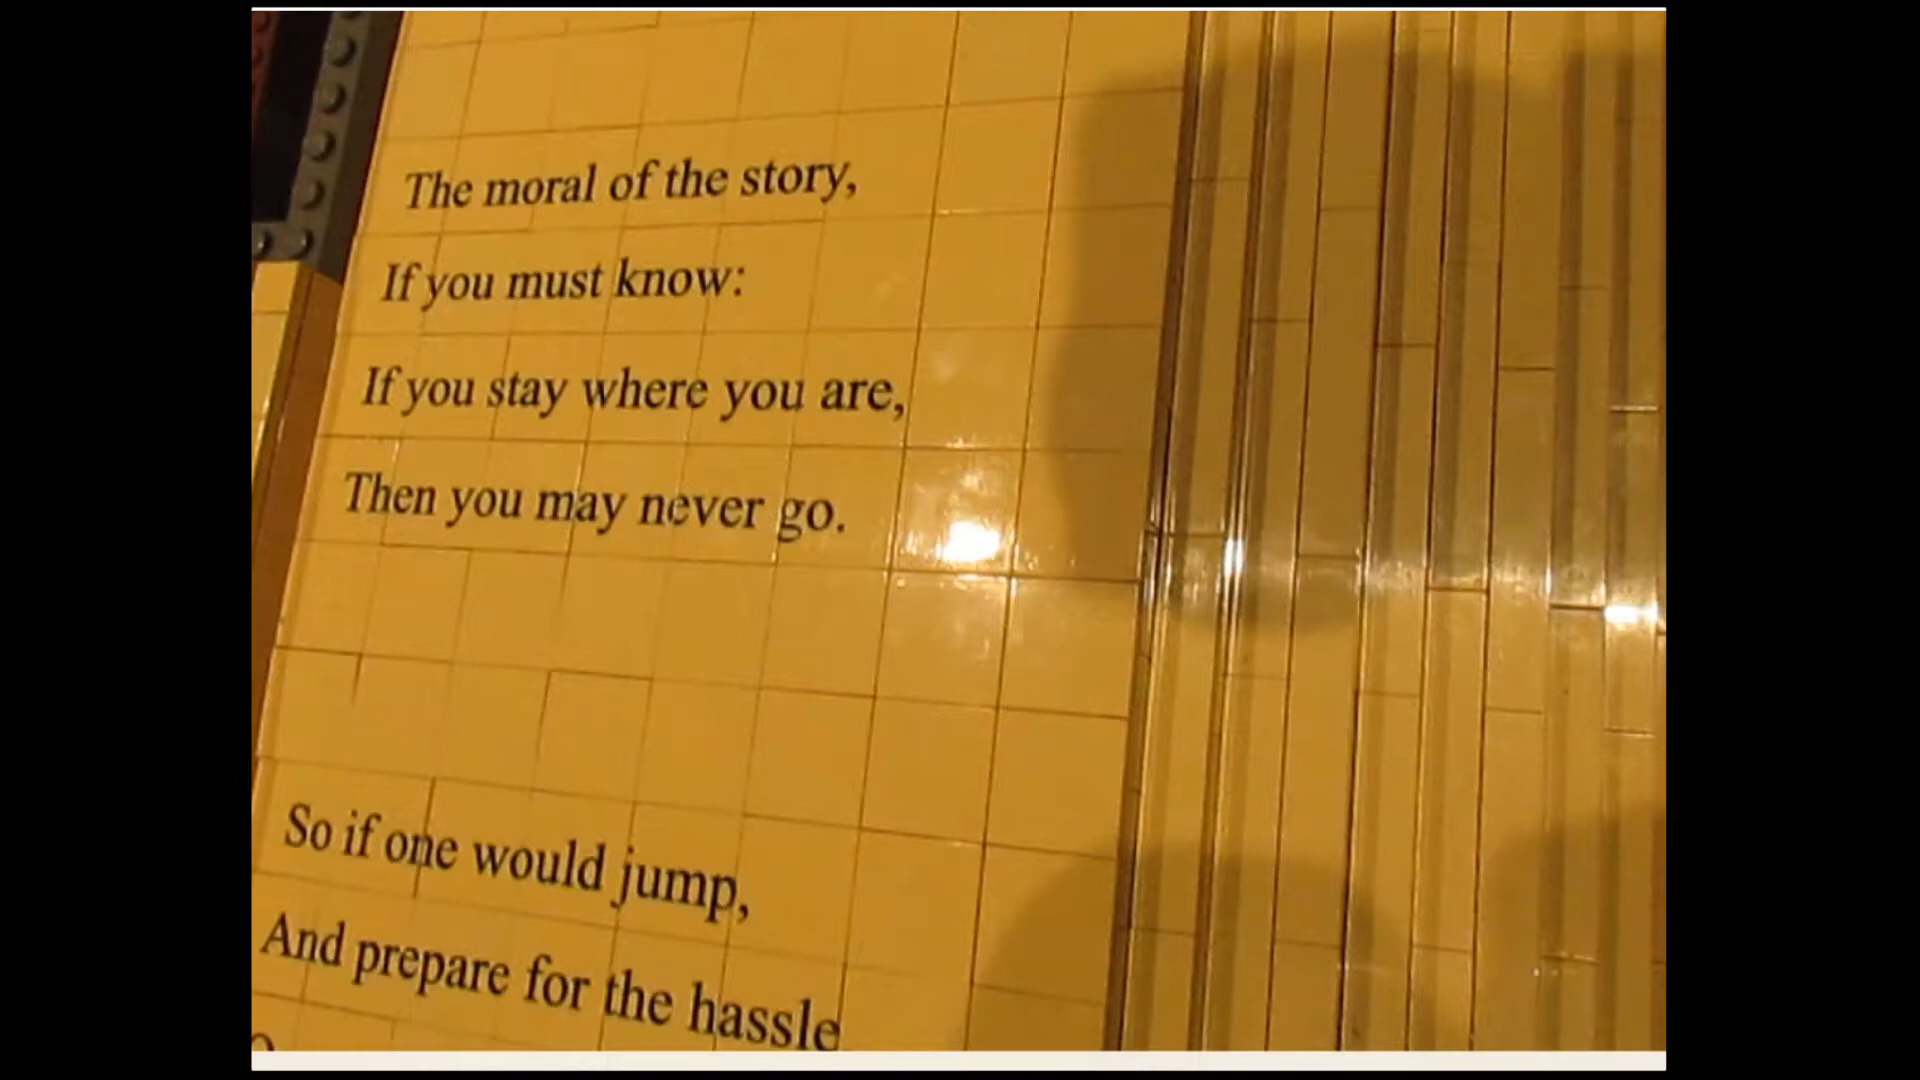 The moral of the story,
If you must know:
If you stay where you are,
Then you may never go.
So if one would jump,
And prepare for the hassle